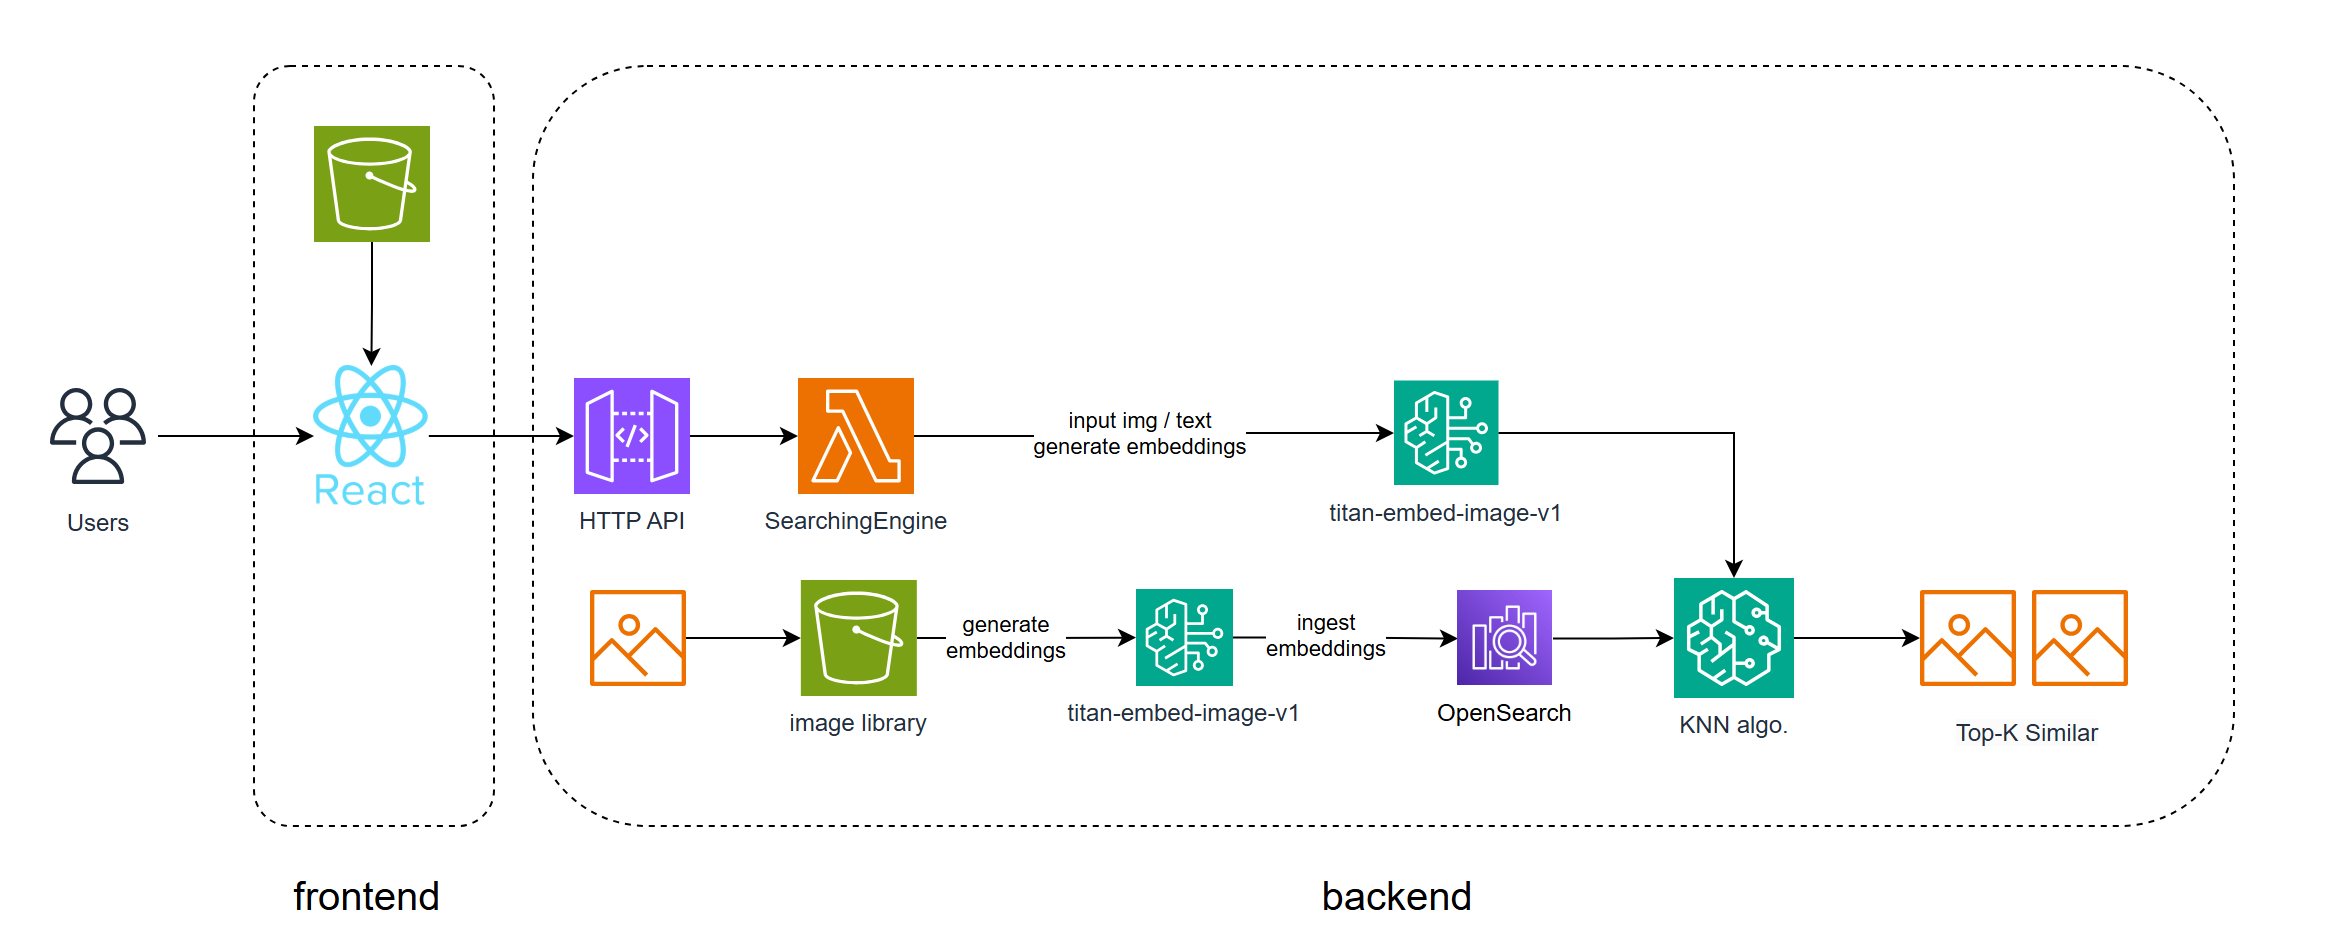 React
Users
HTTP API
SearchingEngine
input img / text
generate embeddings
titan-embed-image-v1
image library
generate
embeddings
titan-embed-image-v1
ingest
embeddings
OpenSearch
KNN algo.
Top-K Similar
frontend
backend